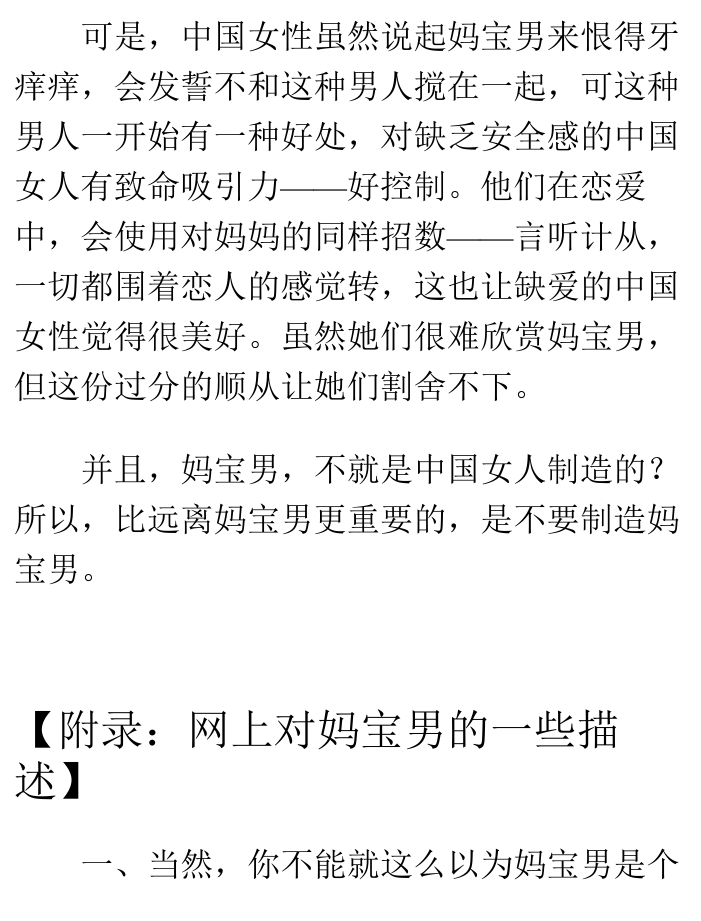 可是，中国女性虽然说起妈宝男来恨得牙
痒痒，会发誓不和这种男人搅在一起，可这种
男人一开始有一种好处，对缺乏安全感的中国
女人有致命吸引力——好控制。他们在恋爱
中，会使用对妈妈的同样招数——言听计从，
一切都围着恋人的感觉转，这也让缺爱的中国
女性觉得很美好。虽然她们很难欣赏妈宝男，
但这份过分的顺从让她们割舍不下。
并且，妈宝男，不就是中国女人制造的？
所以，比远离妈宝男更重要的，是不要制造妈
宝男。
【附录：网上对妈宝男的一些描
述】
一、当然，你不能就这么以为妈宝男是个